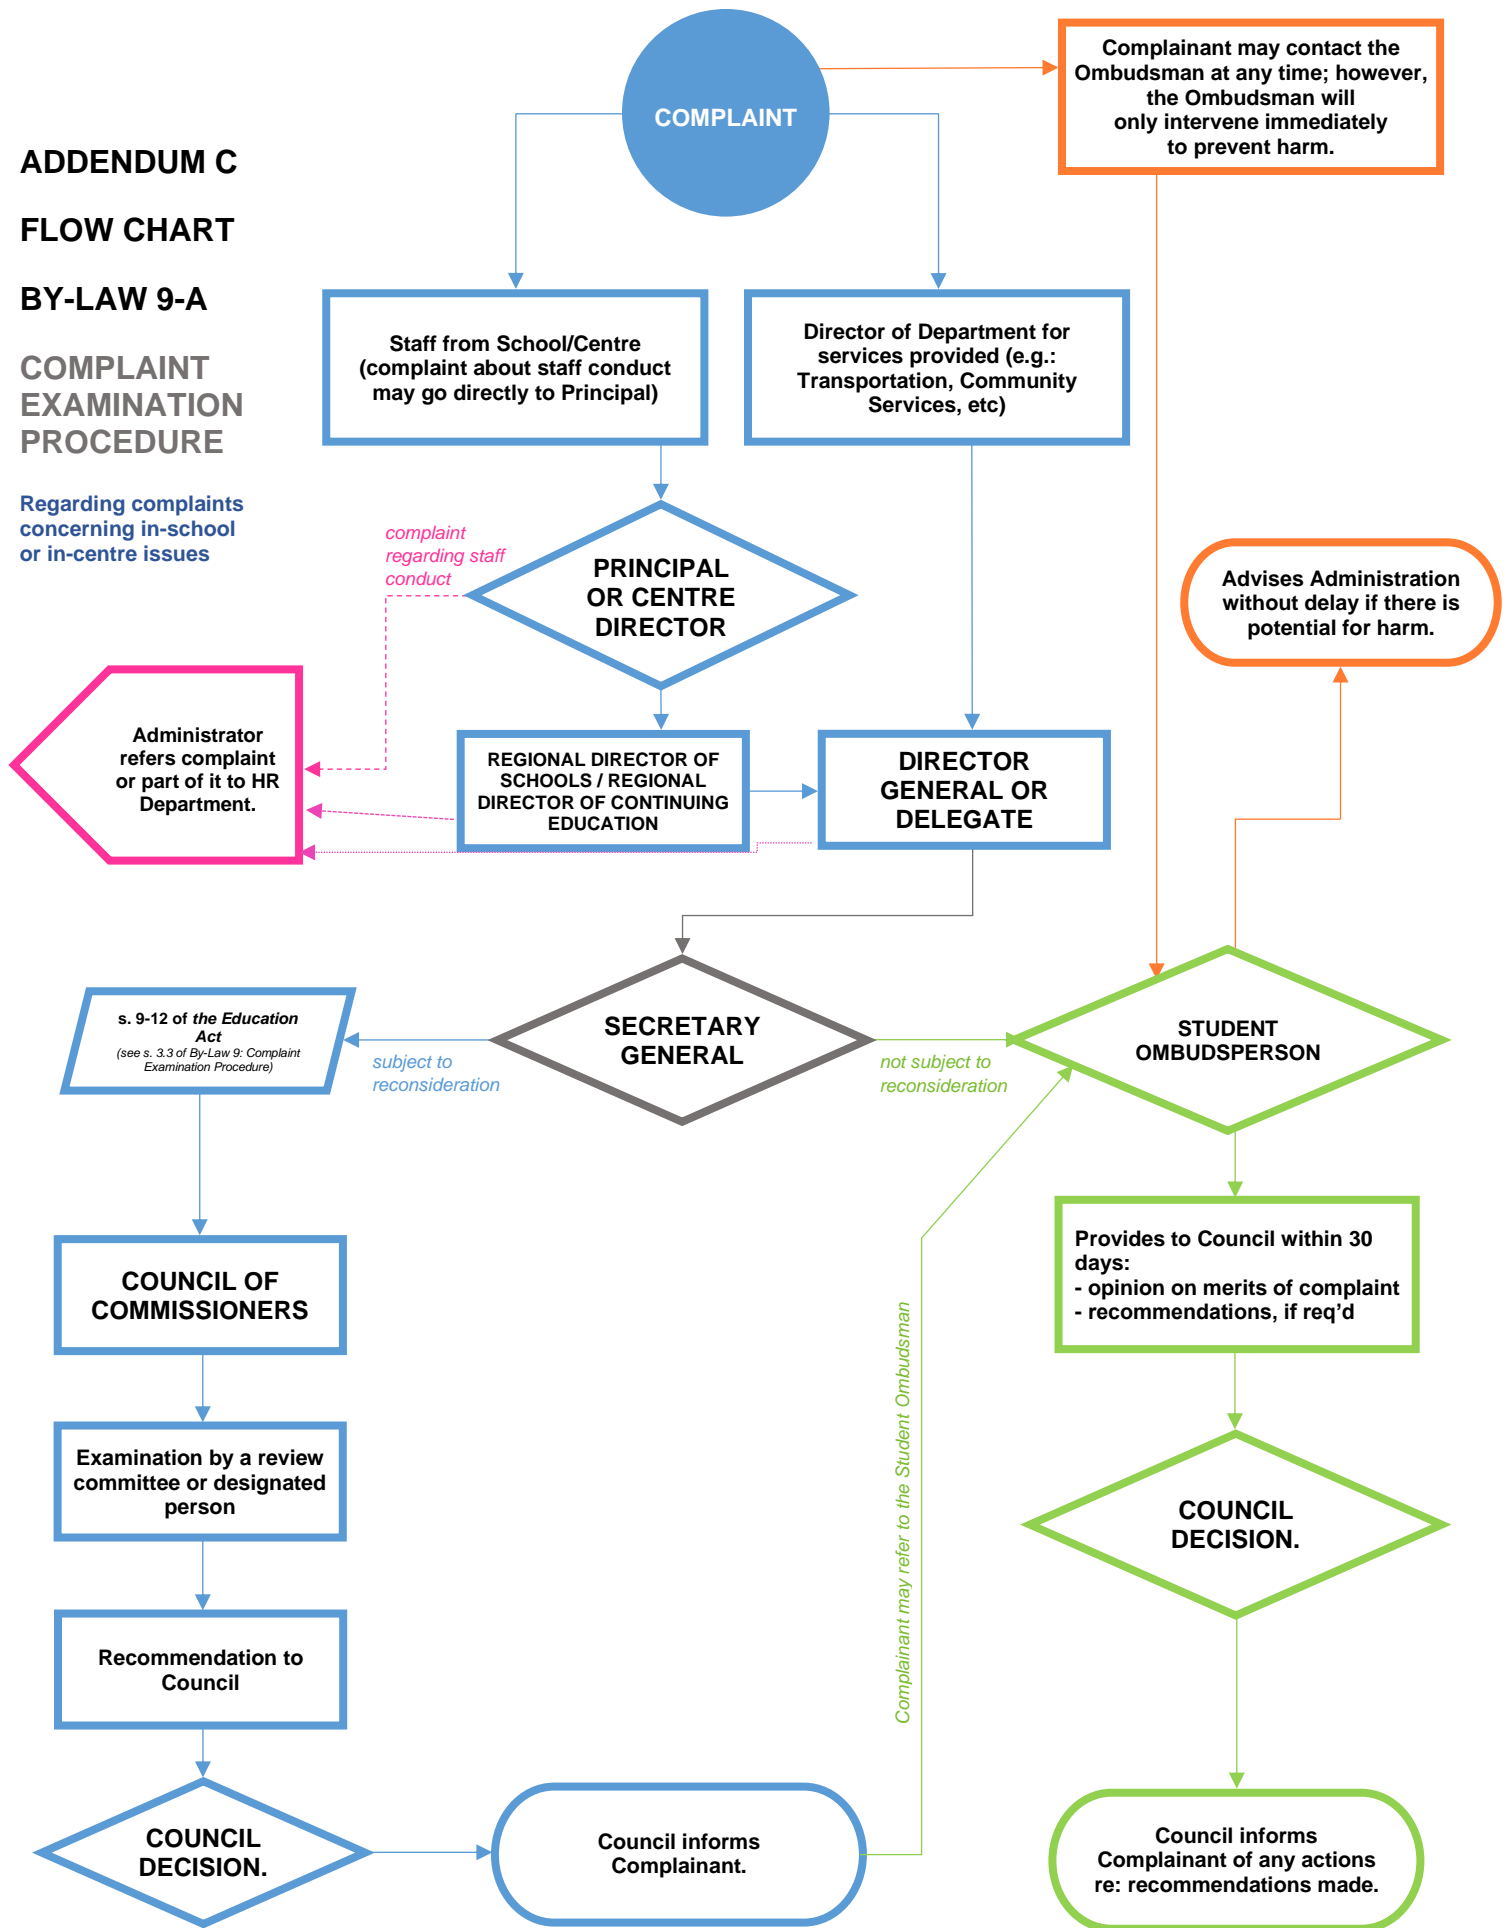 ADDENDUM C
FLOW CHART
BY-LAW 9-A
COMPLAINT
EXAMINATION
PROCEDURE
Regarding complaints
concerning in-school
or in-centre issues
COMPLAINT
Complainant may contact the
Ombudsman at any time; however,
the Ombudsman will
only intervene immediately
to prevent harm.
Staff from School/Centre
(complaint about staff conduct
may go directly to Principal)
Director of Department for
services provided (e.g.:
Transportation, Community
Services, etc)
complaint
regarding staff
conduct
PRINCIPAL
OR CENTRE
DIRECTOR
Advises Administration
without delay if there is
potential for harm.
Administrator
refers complaint
or part of it to HR
Department.
REGIONAL DIRECTOR OF
SCHOOLS / REGIONAL
DIRECTOR OF CONTINUING
EDUCATION
DIRECTOR
GENERAL OR
DELEGATE
s. 9-12 of the Education
Act
(see s. 3.3 of By-Law 9: Complaint
Examination Procedure)
subject to
reconsideration
SECRETARY
GENERAL
not subject to
reconsideration
STUDENT
OMBUDSPERSON
COUNCIL OF
COMMISSIONERS
Provides to Council within 30
days:
- opinion on merits of complaint
- recommendations, if req’d
Examination by a review
committee or designated
person
Complainant may refer to the Student Ombudsman
COUNCIL
DECISION.
Recommendation to
Council
COUNCIL
DECISION.
Council informs
Complainant.
Council informs
Complainant of any actions
re: recommendations made.